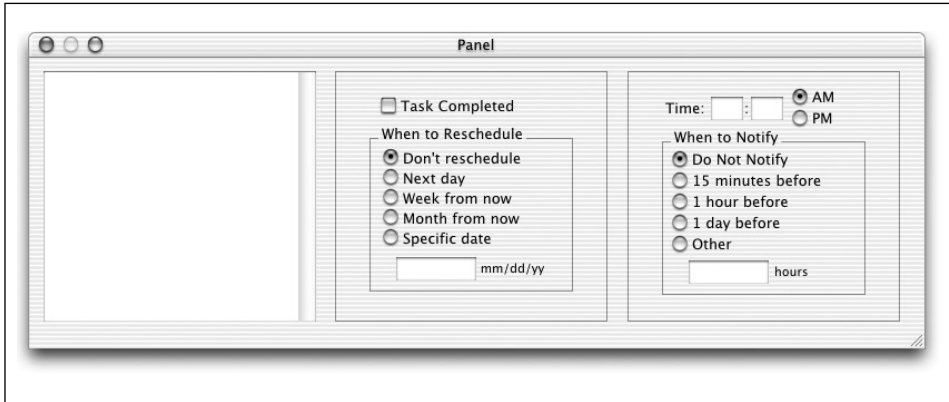 Panel
Task Completed
When to Reschedule
Don't reschedule
Next day
Week from now
Month from now
Specific date
mm/dd/yy
Time: :
AM
PM
When to Notify
Do Not Notify
15 minutes before
1 hour before
1 day before
Other
hours